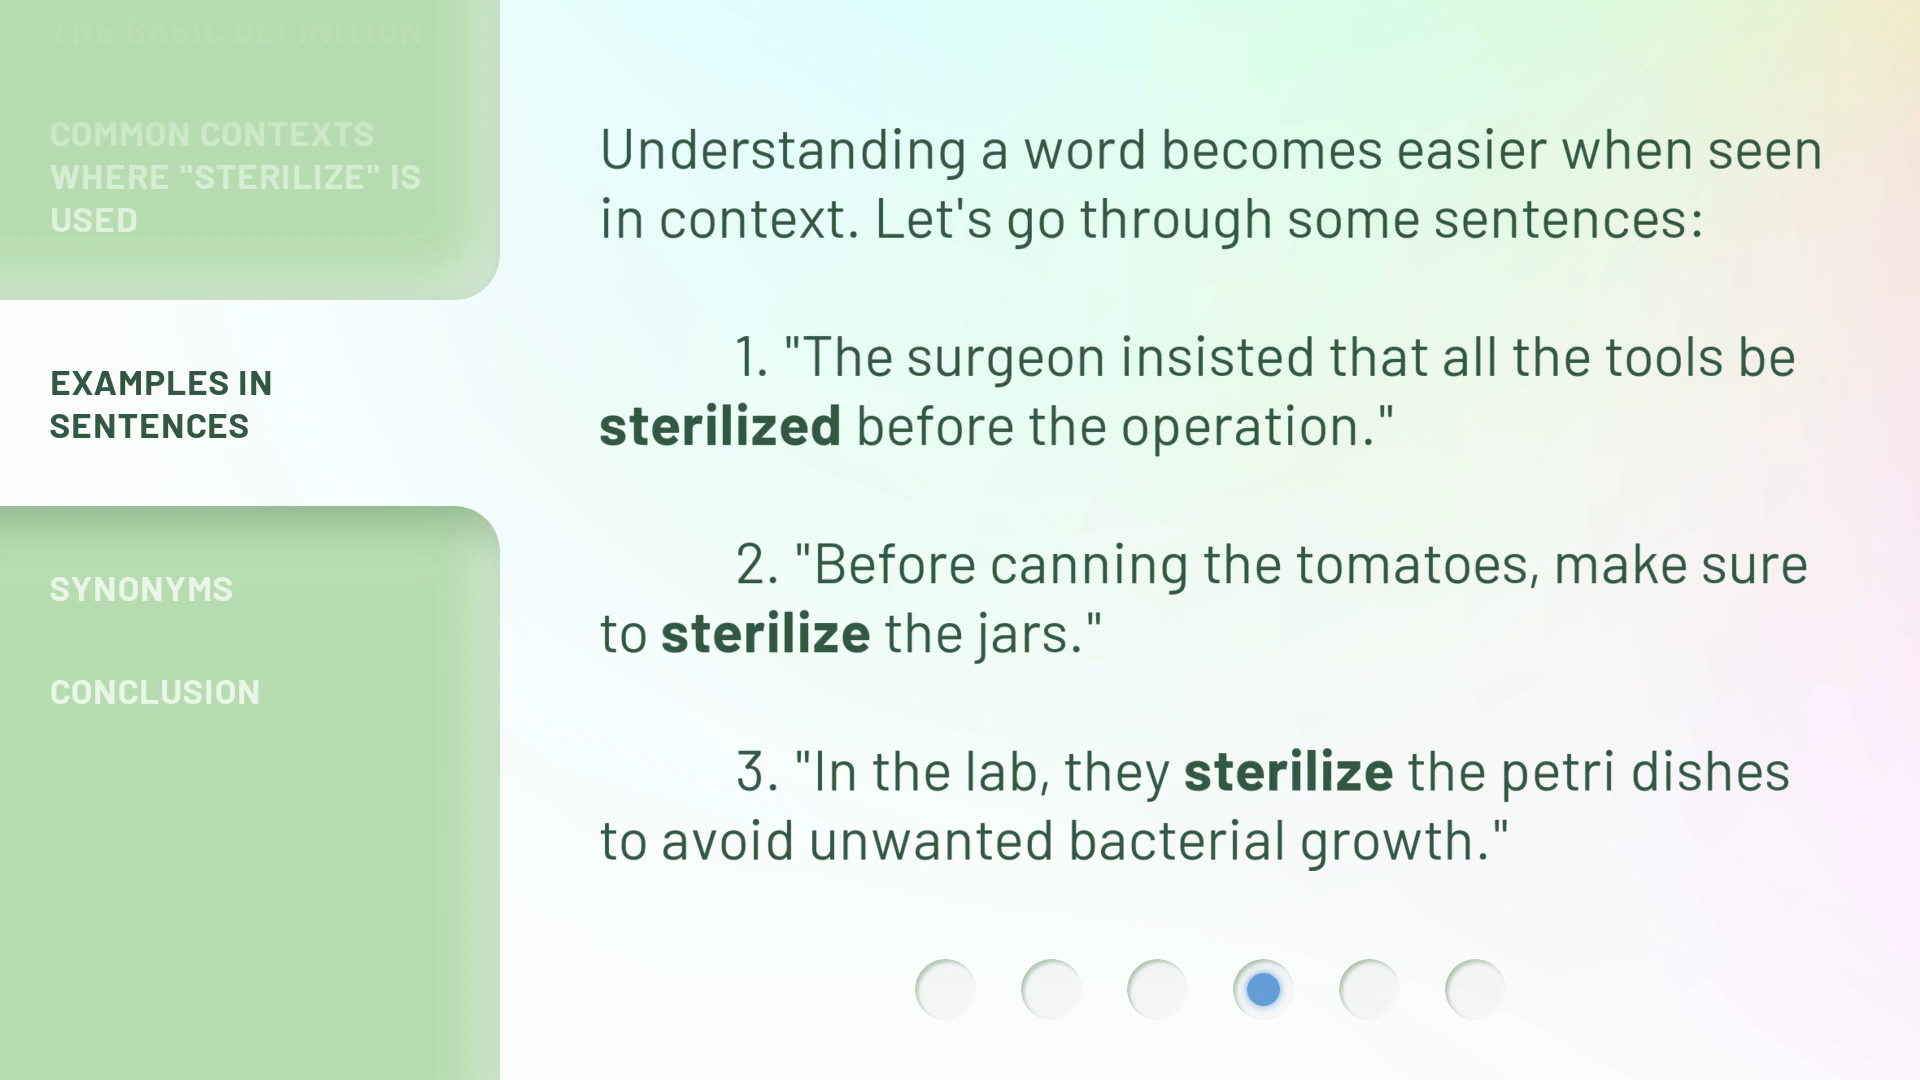 THE BASIC DEFINITION
COMMON CONTEXTS
WHERE "STERILIZE" IS
USED
EXAMPLES IN
SENTENCES
SYNONYMS
CONCLUSION
Understanding a word becomes easier when seen
in context. Let's go through some sentences:
1. "The surgeon insisted that all the tools be
sterilized before the operation."
2. "Before canning the tomatoes, make sure
to sterilize the jars."
3. "In the lab, they sterilize the petri dishes
to avoid unwanted bacterial growth."